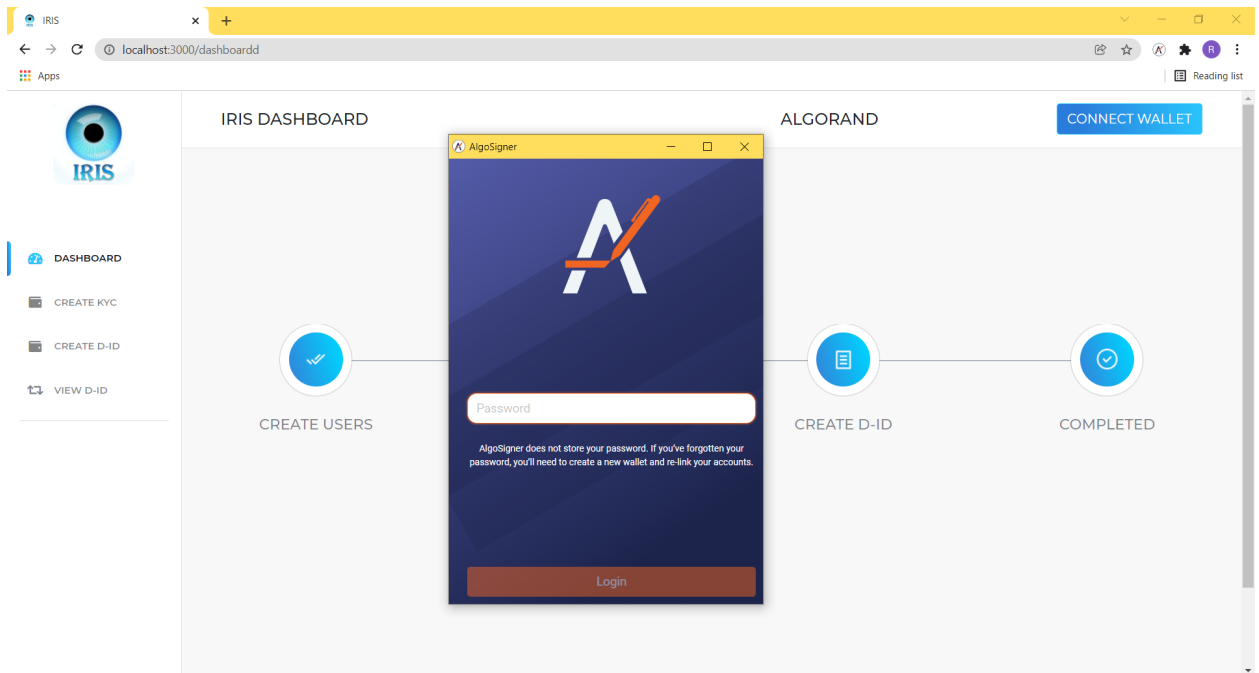 IRIS
localhost:3000/dashboardd
R
Apps
Reading list
IRIS
IRIS DASHBOARD
ALGORAND
CONNECT WALLET
AlgoSigner
DASHBOARD
CREATE KYC
CREATE D-ID
VIEW D-ID
Password
AlgoSigner does not store your password. If you've forgotten your
password, you'll need to create a new wallet and re-link your accounts.
CREATE USERS
CREATE D-ID
COMPLETED
Login